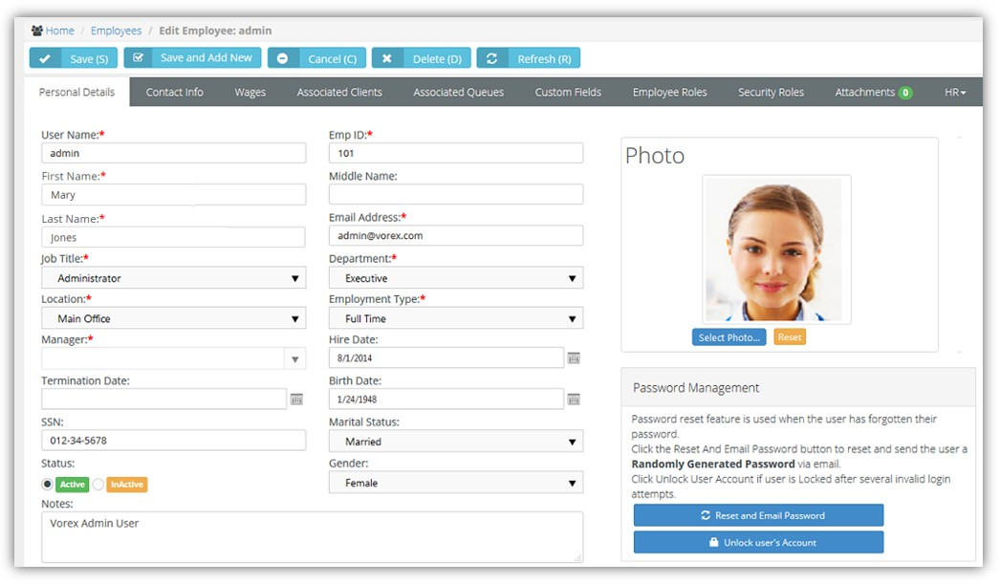 Home / Employees / Edit Employee: admin
Save (S) Save and Add New Cancel (C) Delete (D) Refresh (R)
Personal Details Contact Info Wages Associated Clients Associated Queues Custom Fields Employee Roles Security Roles Attachments 0 HR
User Name:*
admin
First Name:*
Mary
Last Name:*
Jones
Job Title:*
Administrator
Location:*
Main Office
Manager:*
Termination Date:
SSN:
012-34-5678
Status:
Active InActive
Notes:
Vorex Admin User
Emp ID:*
101
Middle Name:
Email Address:*
admin@vorex.com
Department:*
Executive
Employment Type:*
Full Time
Hire Date:
8/1/2014
Birth Date:
1/24/1948
Marital Status:
Married
Gender:
Female
Photo
Select Photo... Reset
Password Management
Password reset feature is used when the user has forgotten their
password.
Click the Reset And Email Password button to reset and send the user a
Randomly Generated Password via email.
Click Unlock User Account if user is Locked after several invalid login
attempts.
Reset and Email Password
Unlock user's Account